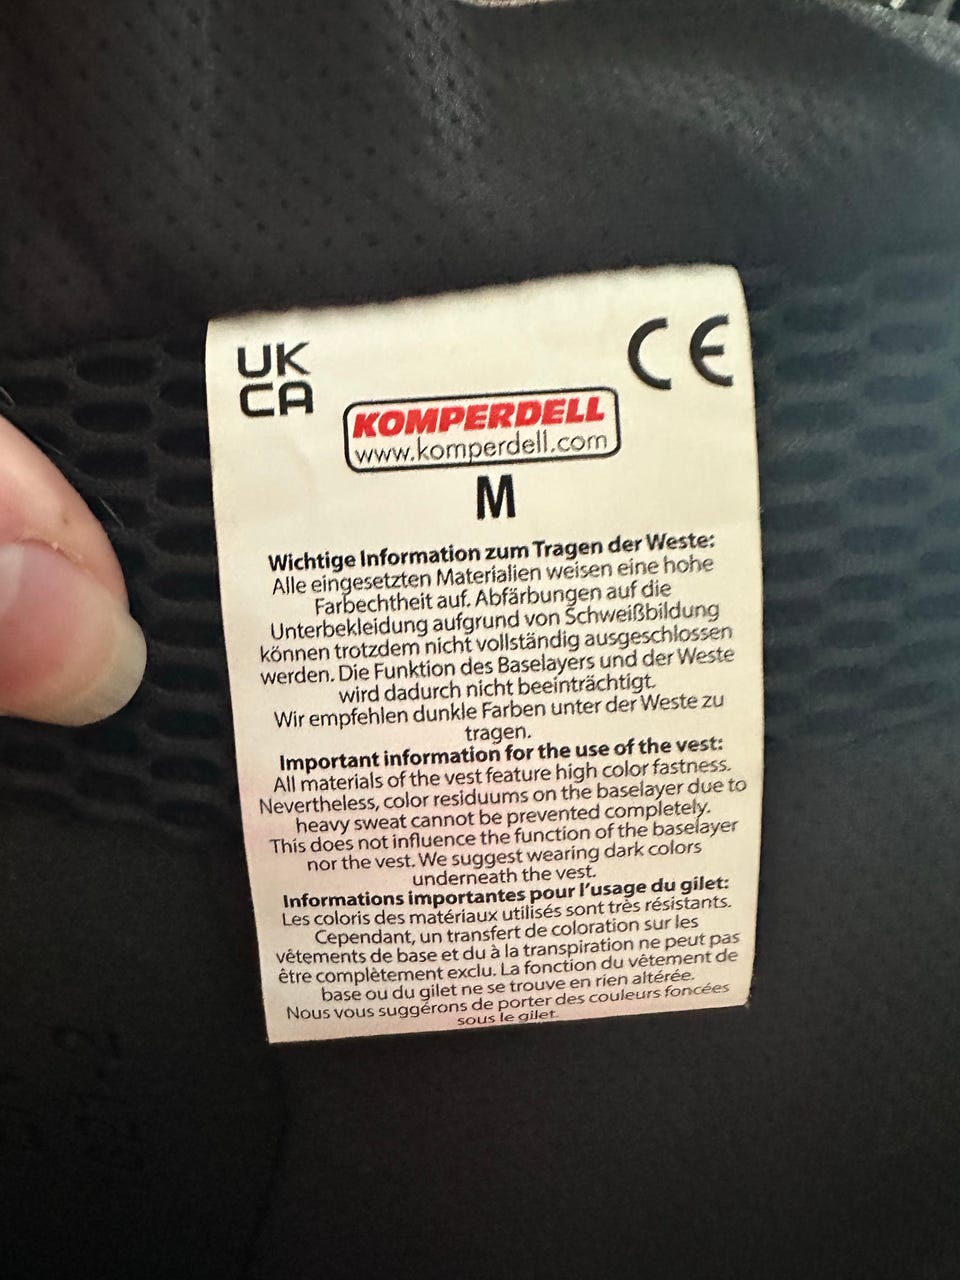 UK
CA
CE
KOMPERDELL
www.komperdell.com
M
Wichtige Information zum Tragen der Weste:
Alle eingesetzten Materialien weisen eine hohe
Farbechtheit auf. Abfärbungen auf die
Unterbekleidung aufgrund von Schweißbildung
können trotzdem nicht vollständig ausgeschlossen
werden. Die Funktion des Baselayers und der Weste
wird dadurch nicht beeinträchtigt.
Wir empfehlen dunkle Farben unter der Weste zu
tragen.
Important information for the use of the vest:
All materials of the vest feature high color fastness.
Nevertheless, color residuums on the baselayer due to
heavy sweat cannot be prevented completely.
This does not influence the function of the baselayer
nor the vest. We suggest wearing dark colors
underneath the vest.
Informations importantes pour l'usage du gilet:
Les coloris des matériaux utilisés sont très résistants.
Cependant, un transfert de coloration sur les
vêtements de base et du à la transpiration ne peut pas
être complètement exclu. La fonction du vêtement de
base ou du gilet ne se trouve en rien altérée.
Nous vous suggérons de porter des couleurs foncées
sous le gilet.